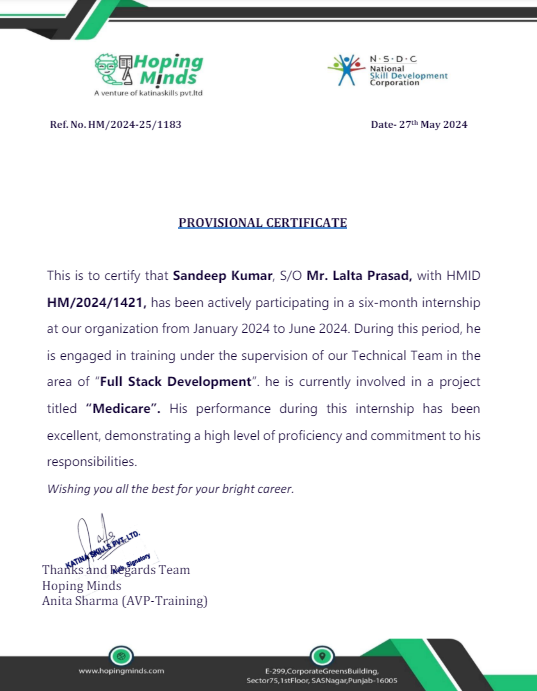 Hoping
Minds
A venture of katinaskills pvt.ltd
N·S·D·C
National
Skill Development
Corporation
Ref. No. HM/2024-25/1183
Date- 27th May 2024
PROVISIONAL CERTIFICATE
This is to certify that Sandeep Kumar, S/O Mr. Lalta Prasad, with HMID
HM/2024/1421, has been actively participating in a six-month internship
at our organization from January 2024 to June 2024. During this period, he
is engaged in training under the supervision of our Technical Team in the
area of “Full Stack Development”. he is currently involved in a project
titled “Medicare”. His performance during this internship has been
excellent, demonstrating a high level of proficiency and commitment to his
responsibilities.
Wishing you all the best for your bright career.
KATINA SKILLS PVT. LTD.
Auth. Signatory
Thanks and Regards Team
Hoping Minds
Anita Sharma (AVP-Training)
www.hopingminds.com
E-299,CorporateGreensBuilding,
Sector75,1stFloor, SASNagar,Punjab-16005